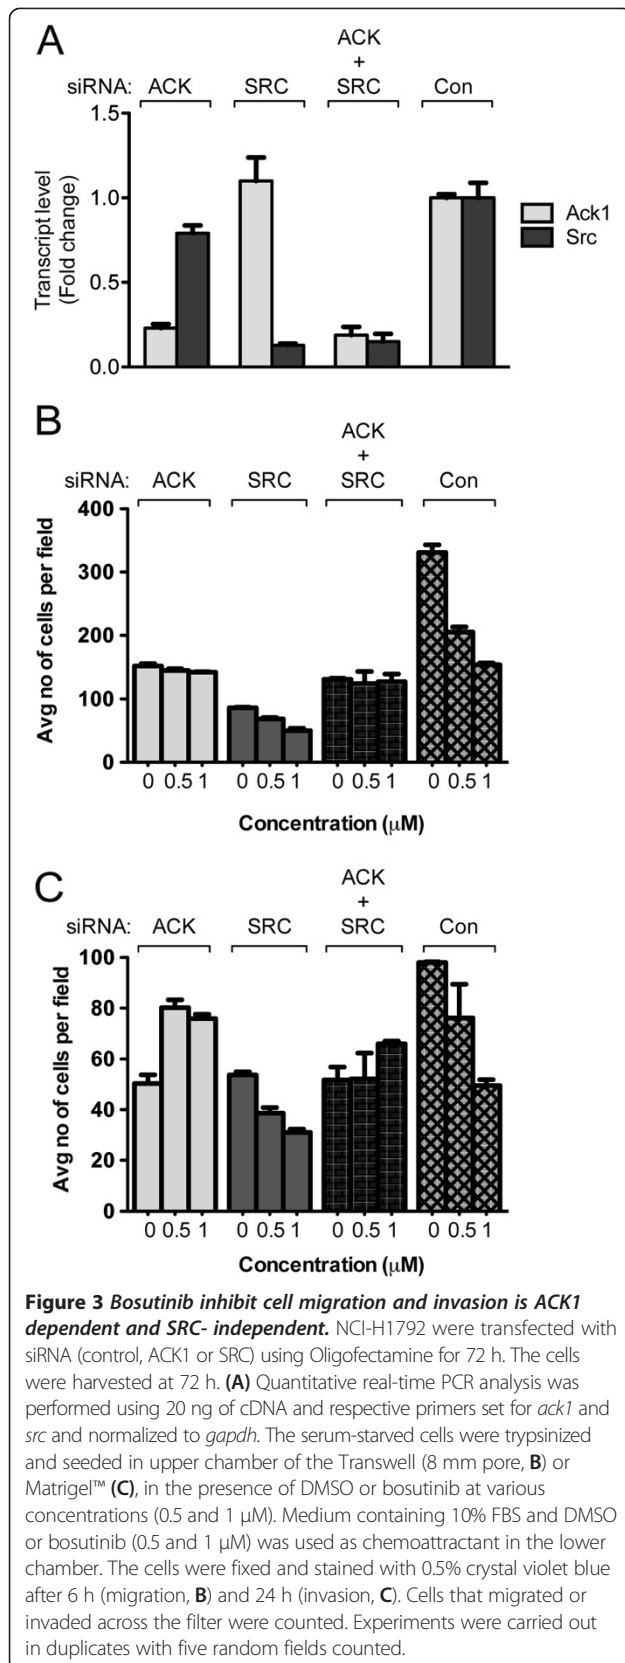 A
ACK
+
siRNA: ACK SRC SRC Con
1.5
1.0
0.5
0.0
Transcript level
(Fold change)
Ack1
Src
B
ACK
+
siRNA: ACK SRC SRC Con
400
300
200
100
0
Avg no of cells per field
0 0.5 1 0 0.5 1 0 0.5 1 0 0.5 1
Concentration (μM)
C
ACK
+
siRNA: ACK SRC SRC Con
100
80
60
40
20
0
Avg no of cells per field
0 0.5 1 0 0.5 1 0 0.5 1 0 0.5 1
Concentration (μM)
Figure 3 Bosutinib inhibit cell migration and invasion is ACK1
dependent and SRC- independent. NCI-H1792 were transfected with
siRNA (control, ACK1 or SRC) using Oligofectamine for 72 h. The cells
were harvested at 72 h. (A) Quantitative real-time PCR analysis was
performed using 20 ng of cDNA and respective primers set for ack1 and
src and normalized to gapdh. The serum-starved cells were trypsinized
and seeded in upper chamber of the Transwell (8 mm pore, B) or
Matrigel™ (C), in the presence of DMSO or bosutinib at various
concentrations (0.5 and 1 μM). Medium containing 10% FBS and DMSO
or bosutinib (0.5 and 1 μM) was used as chemoattractant in the lower
chamber. The cells were fixed and stained with 0.5% crystal violet blue
after 6 h (migration, B) and 24 h (invasion, C). Cells that migrated or
invaded across the filter were counted. Experiments were carried out
in duplicates with five random fields counted.